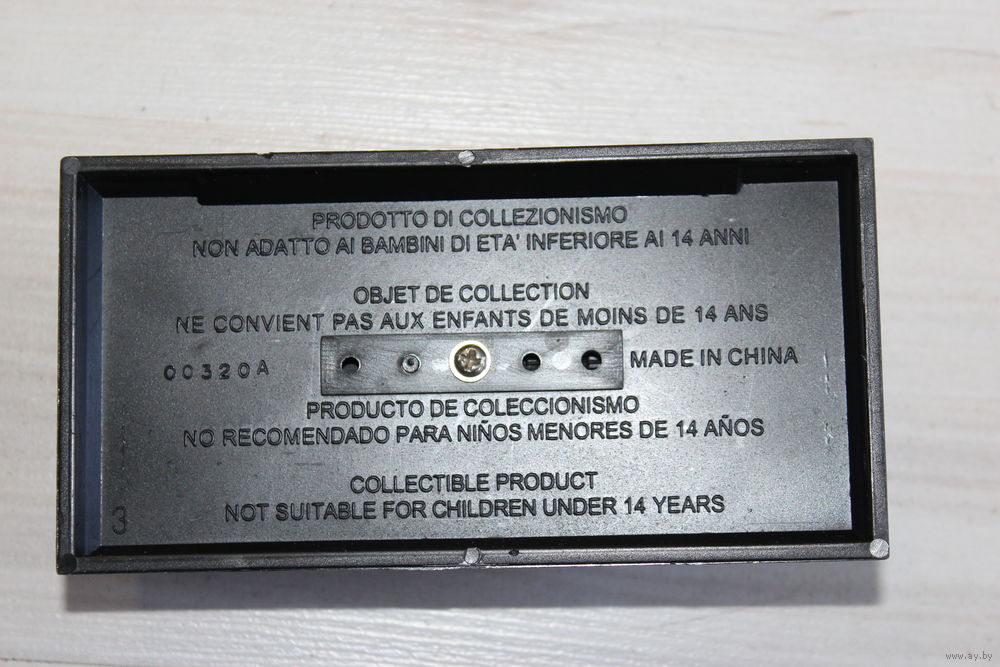 PRODOTTO DI COLLEZIONISMO
NON ADATTO AI BAMBINI DI ETA' INFERIORE AI 14 ANNI
OBJET DE COLLECTION
NE CONVIENT PAS AUX ENFANTS DE MOINS DE 14 ANS
00320A
MADE IN CHINA
PRODUCTO DE COLECCIONISMO
NO RECOMENDADO PARA NIÑOS MENORES DE 14 AÑOS
COLLECTIBLE PRODUCT
NOT SUITABLE FOR CHILDREN UNDER 14 YEARS
3
www.ay.by